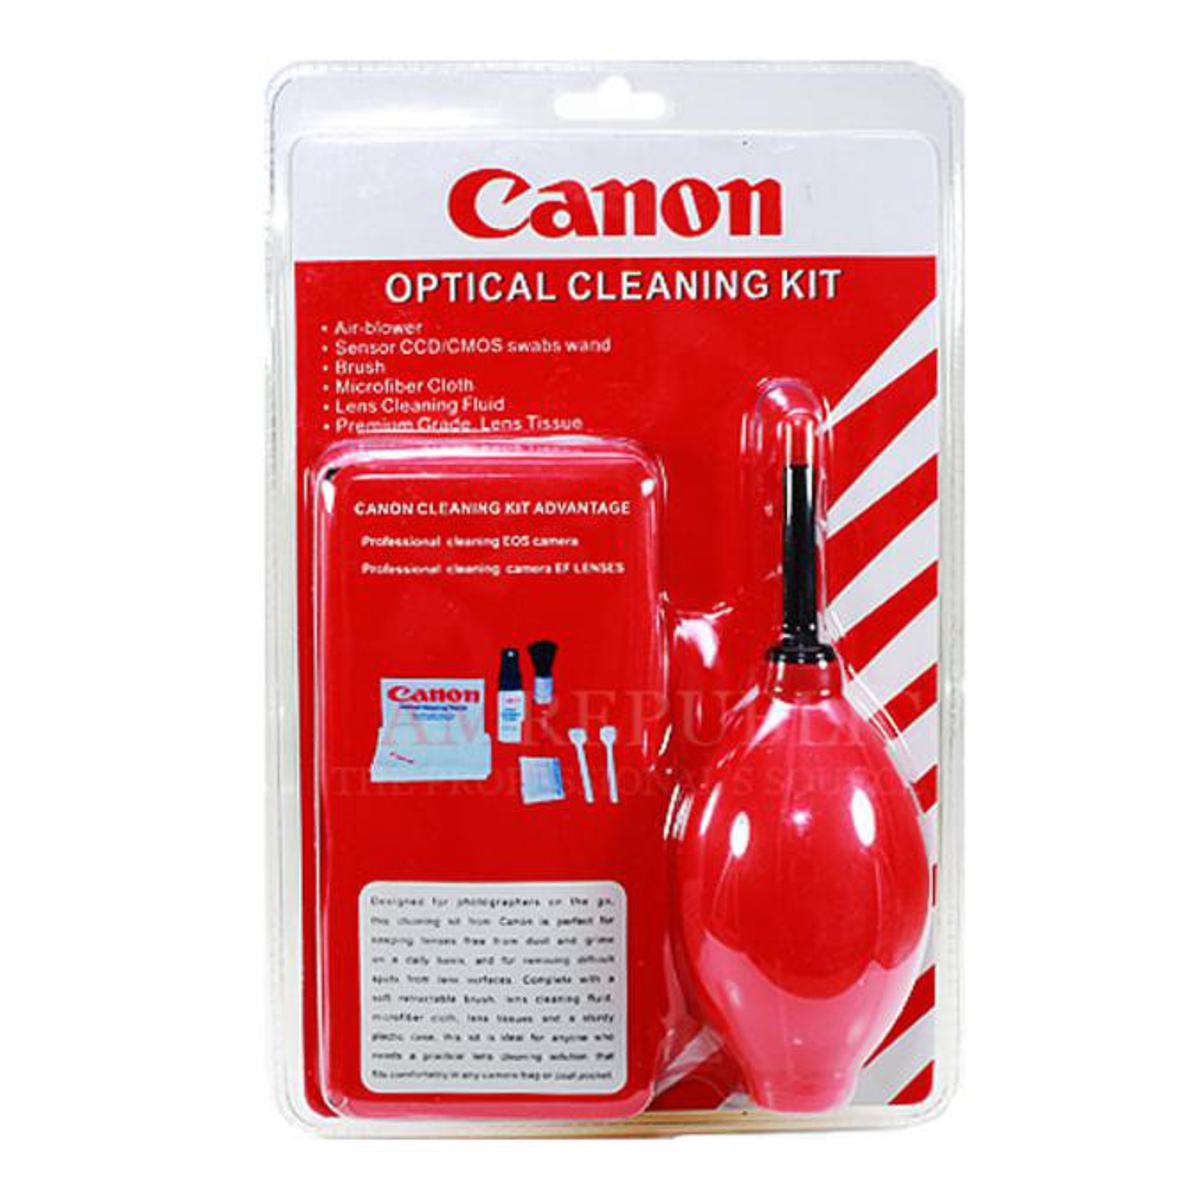 Canon
OPTICAL CLEANING KIT
• Air-blower
• Sensor CCD/CMOS swabs wand
• Brush
• Microfiber Cloth
• Lens Cleaning Fluid
• Premium Grade Lens Tissue
CANON CLEANING KIT ADVANTAGE
Professional cleaning EOS camera
Professional cleaning camera EF LENSES
Canon
CAMREPUBLIC
THE PROFESSIONAL'S SOURCE
Designed for photographers on the go,
this cleaning kit from Canon is perfect for
keeping lenses free from dust and grime
on a daily basis, and for removing difficult
spots from lens surfaces. Complete with a
soft retractable brush, lens cleaning fluid,
microfiber cloth, lens tissues and a sturdy
plastic case, this kit is ideal for anyone who
needs a practical lens cleaning solution that
fits comfortably in any camera bag or coat pocket.